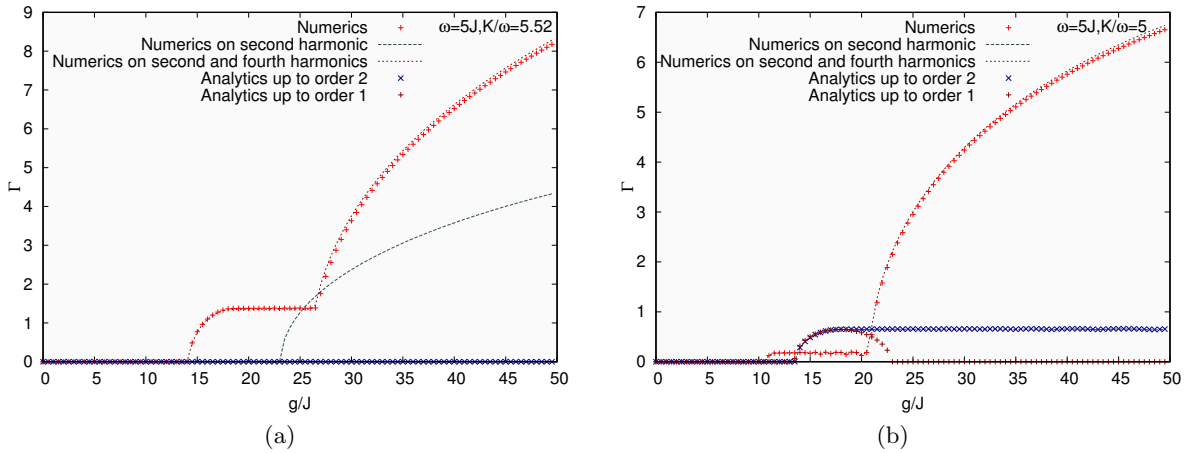 ω=5J,K/ω=5.52
Numerics
Numerics on second harmonic
Numerics on second and fourth harmonics
Analytics up to order 2
Analytics up to order 1
9
8
7
6
5
4
3
2
1
0
Γ
0 5 10 15 20 25 30 35 40 45 50
g/J
(a)
ω=5J,K/ω=5
Numerics
Numerics on second harmonic
Numerics on second and fourth harmonics
Analytics up to order 2
Analytics up to order 1
7
6
5
4
3
2
1
0
Γ
0 5 10 15 20 25 30 35 40 45 50
g/J
(b)